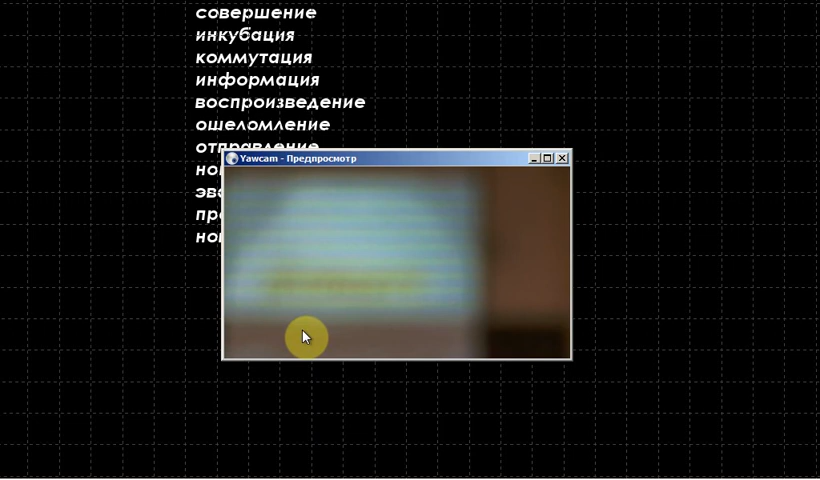 совершение
инкубация
коммутация
информация
воспроизведение
ошеломление
отправление
Yawcam - Предпросмотр